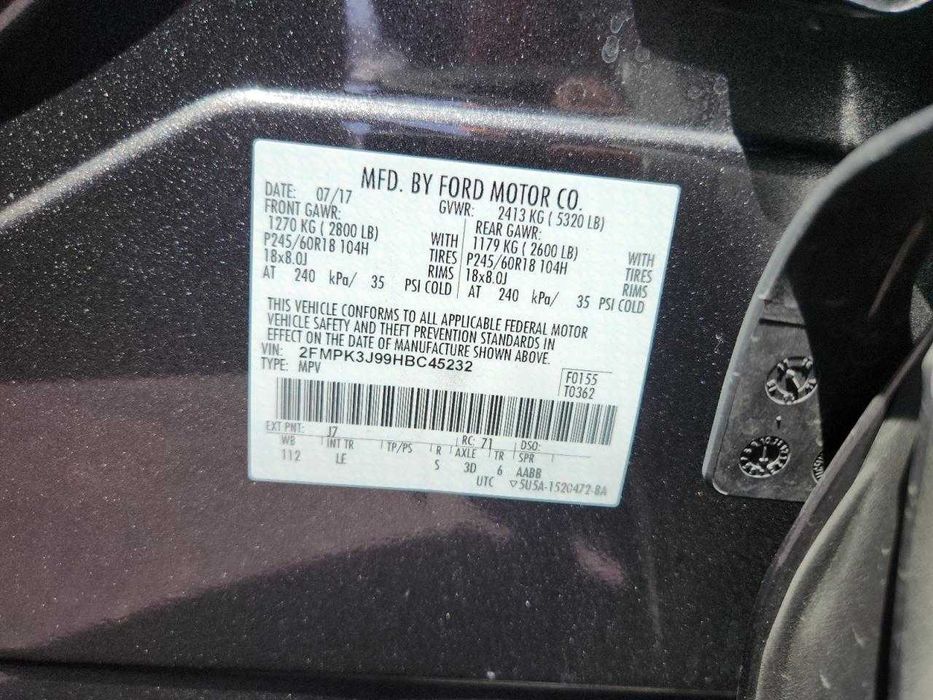 MFD. BY FORD MOTOR CO.
DATE: 07/17 GVWR: 2413 KG ( 5320 LB)
FRONT GAWR: REAR GAWR:
1270 KG ( 2800 LB) WITH 1179 KG ( 2600 LB) WITH
P245/60R18 104H TIRES P245/60R18 104H TIRES
18x8.0J RIMS 18x8.0J RIMS
AT 240 kPa/ 35 PSI COLD AT 240 kPa/ 35 PSI COLD
THIS VEHICLE CONFORMS TO ALL APPLICABLE FEDERAL MOTOR
VEHICLE SAFETY AND THEFT PREVENTION STANDARDS IN
EFFECT ON THE DATE OF MANUFACTURE SHOWN ABOVE.
VIN: 2FMPK3J99HBC45232
TYPE: MPV
F0155
T0362
EXT PNT: J7 RC: 71 DSO:
WB INT TR TP/PS R AXLE TR SPR
112 LE S 3D 6 AABB
UTC ▽5U5A-1520472-BA